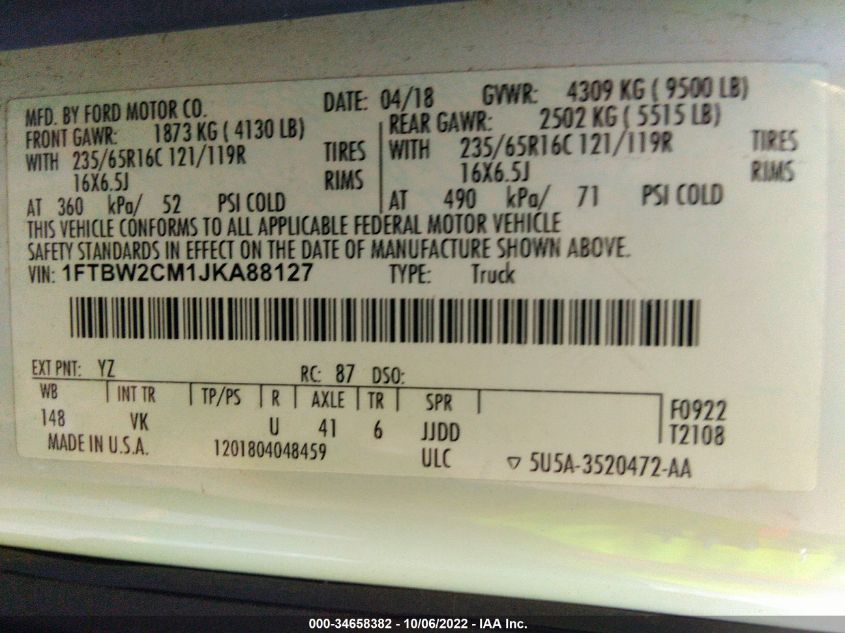 MFD. BY FORD MOTOR CO. DATE: 04/18 GVWR: 4309 KG ( 9500 LB)
FRONT GAWR: 1873 KG ( 4130 LB) REAR GAWR: 2502 KG ( 5515 LB)
WITH 235/65R16C 121/119R TIRES WITH 235/65R16C 121/119R TIRES
16X6.5J RIMS 16X6.5J RIMS
AT 360 kPa/ 52 PSI COLD AT 490 kPa/ 71 PSI COLD
THIS VEHICLE CONFORMS TO ALL APPLICABLE FEDERAL MOTOR VEHICLE
SAFETY STANDARDS IN EFFECT ON THE DATE OF MANUFACTURE SHOWN ABOVE.
VIN: 1FTBW2CM1JKA88127 TYPE: Truck
EXT PNT: YZ RC: 87 DSO:
WB INT TR TP/PS R AXLE TR SPR
148 VK U 41 6 JJDD
F0922
T2108
MADE IN U.S.A. 1201804048459 ULC ▽ 5U5A-3520472-AA
000-34658382 - 10/06/2022 - IAA Inc.